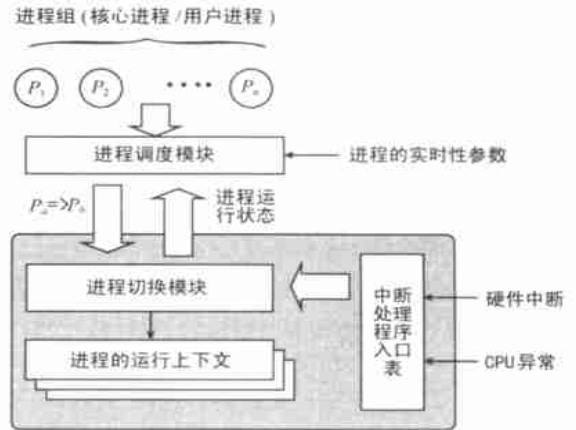 进程组(核心进程/用户进程)
P₁ P₂ ···· Pₙ
进程调度模块
进程的实时性参数
Pₐ=>P_b
进程运
行状态
进程切换模块
进程的运行上下文
中断
处理
程序
入口
表
硬件中断
CPU异常